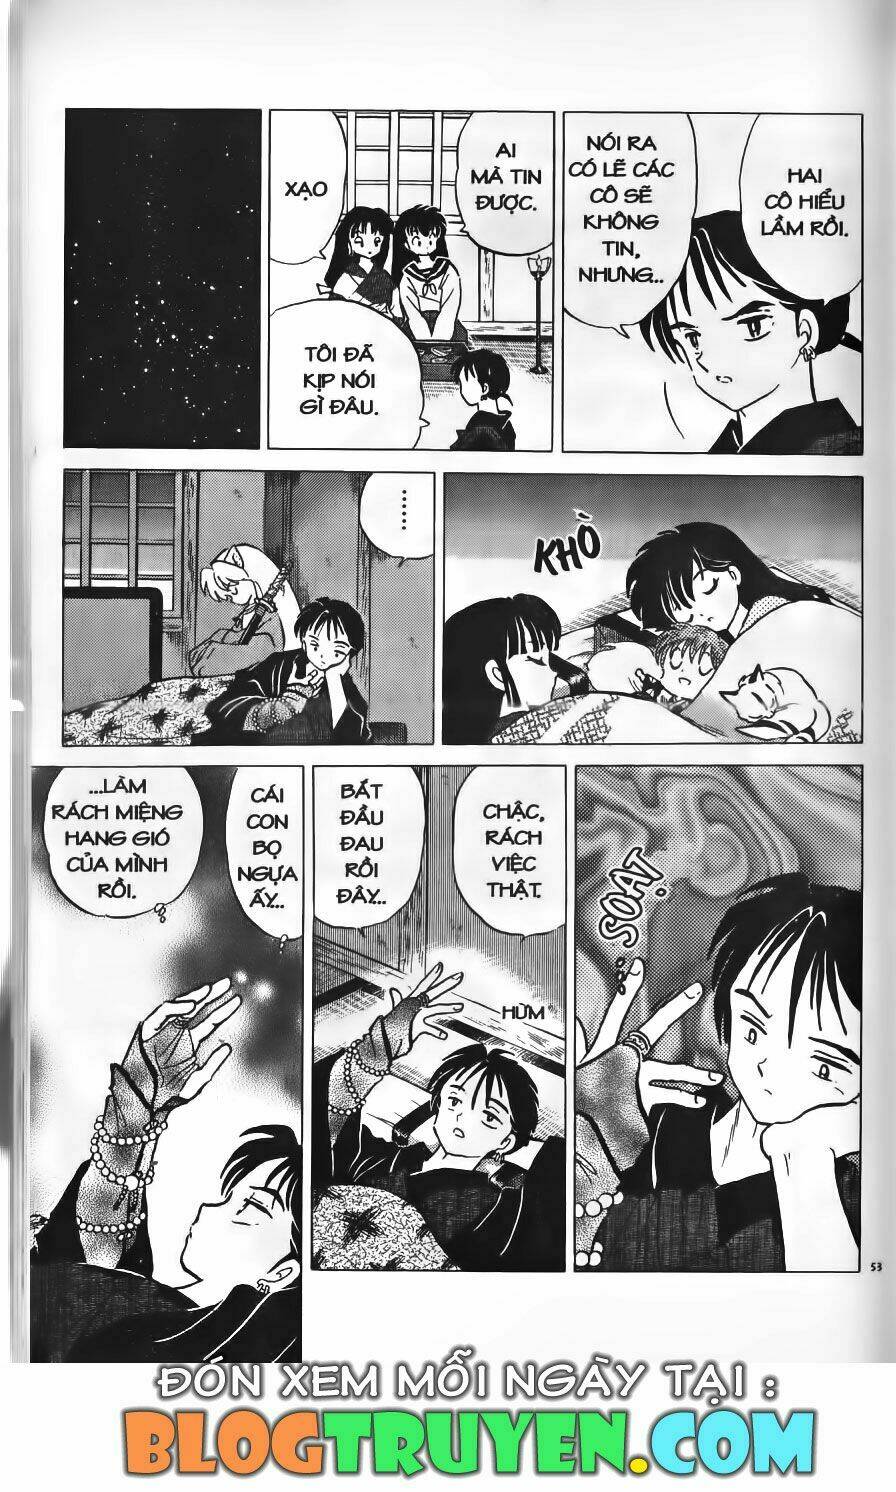 HAI
CÔ HIỂU
LẦM RỒI.
NÓI RA
CÓ LẼ CÁC
CÔ SẼ
KHÔNG
TIN,
NHƯNG...
AI
MÀ TIN
ĐƯỢC.
XẠO
TÔI ĐÃ
KỊP NÓI
GÌ ĐÂU.
KHÒ
......
SOẠT
CHẬC,
RÁCH
VIỆC
THẬT.
HỪM
BẮT
ĐẦU
ĐAU
RỒI
ĐÂY...
CÁI
CON
BỌ
NGỰA
ẤY...
...LÀM
RÁCH MIỆNG
HANG GIÓ
CỦA MÌNH
RỒI.
53
ĐÓN XEM MỖI NGÀY TẠI :
BLOGTRUYEN.COM